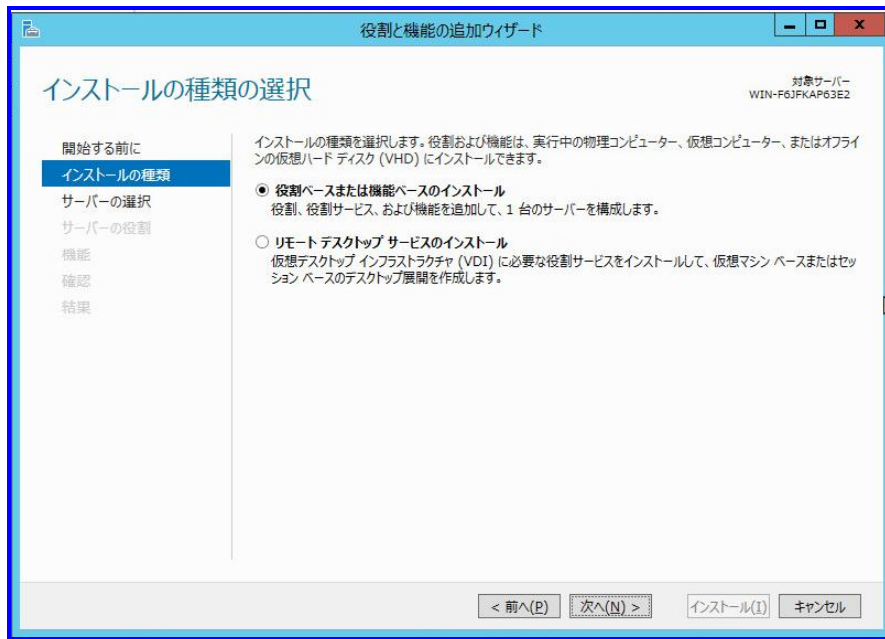 役割と機能の追加ウィザード
インストールの種類の選択
対象サーバー
WIN-F6JFKAP63E2
開始する前に
インストールの種類
サーバーの選択
サーバーの役割
機能
確認
結果
インストールの種類を選択します。役割および機能は、実行中の物理コンピューター、仮想コンピューター、またはオフライ
ンの仮想ハード ディスク (VHD) にインストールできます。
役割ベースまたは機能ベースのインストール
役割、役割サービス、および機能を追加して、1 台のサーバーを構成します。
リモート デスクトップ サービスのインストール
仮想デスクトップ インフラストラクチャ (VDI) に必要な役割サービスをインストールして、仮想マシン ベースまたはセッ
ション ベースのデスクトップ展開を作成します。
< 前へ(P) 次へ(N) > インストール(I) キャンセル